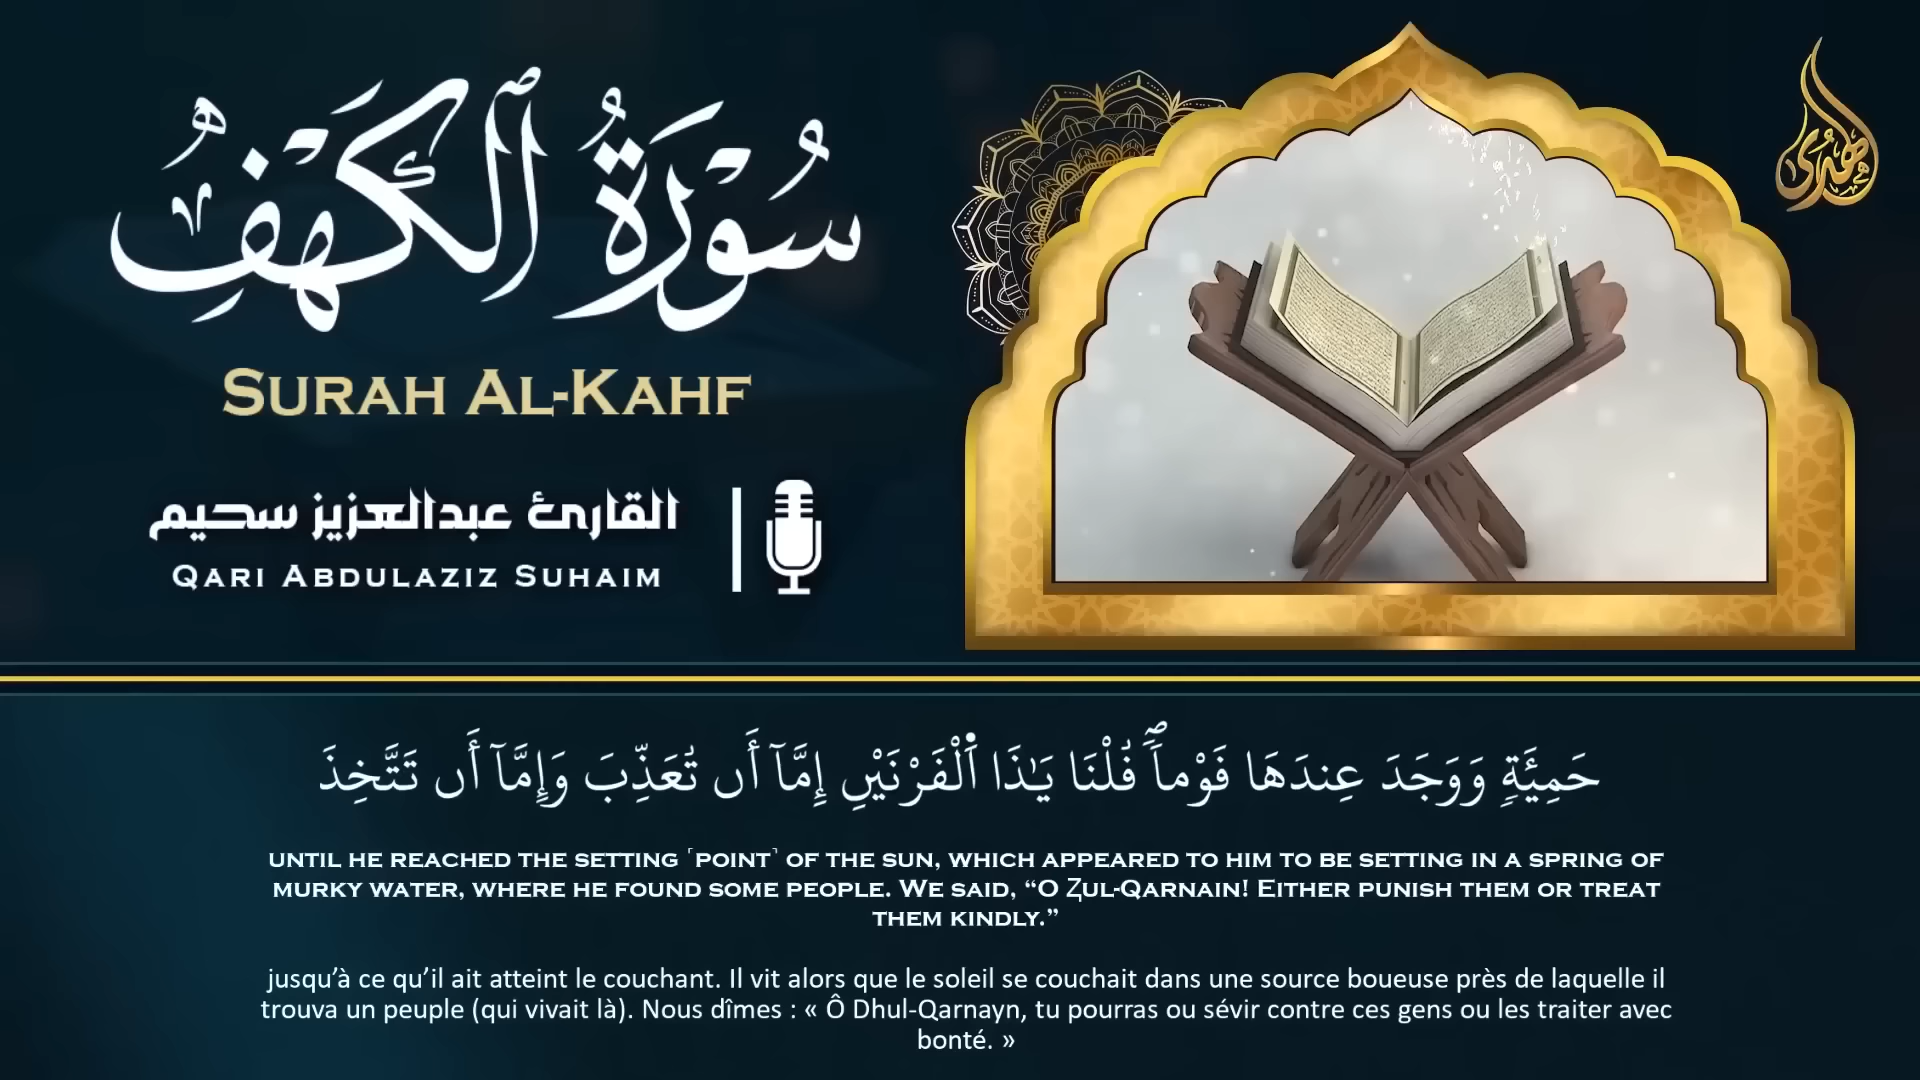 سُورَةُ ٱلْكَهْفِ
SURAH AL-KAHF
القارئ عبدالعزيز سحيم
QARI ABDULAZIZ SUHAIM
الهدى
حَمِئَةٖ وَوَجَدَ عِندَهَا قَوْماٗۖ قُلْنَا يَٰذَا اَ۬لْقَرْنَيْنِ إِمَّآ أَن تُعَذِّبَ وَإِمَّآ أَن تَتَّخِذَ
UNTIL HE REACHED THE SETTING ˹POINT˺ OF THE SUN, WHICH APPEARED TO HIM TO BE SETTING IN A SPRING OF
MURKY WATER, WHERE HE FOUND SOME PEOPLE. WE SAID, “O ⱫUL-QARNAIN! EITHER PUNISH THEM OR TREAT
THEM KINDLY.”
jusqu’à ce qu’il ait atteint le couchant. Il vit alors que le soleil se couchait dans une source boueuse près de laquelle il
trouva un peuple (qui vivait là). Nous dîmes : « Ô Dhul-Qarnayn, tu pourras ou sévir contre ces gens ou les traiter avec
bonté. »